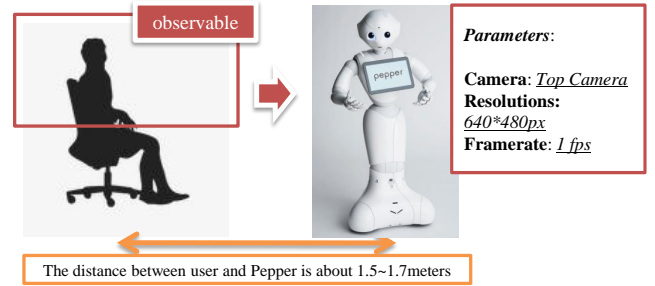 observable
pepper
Parameters:
Camera: Top Camera
Resolutions:
640*480px
Framerate: 1 fps
The distance between user and Pepper is about 1.5~1.7meters